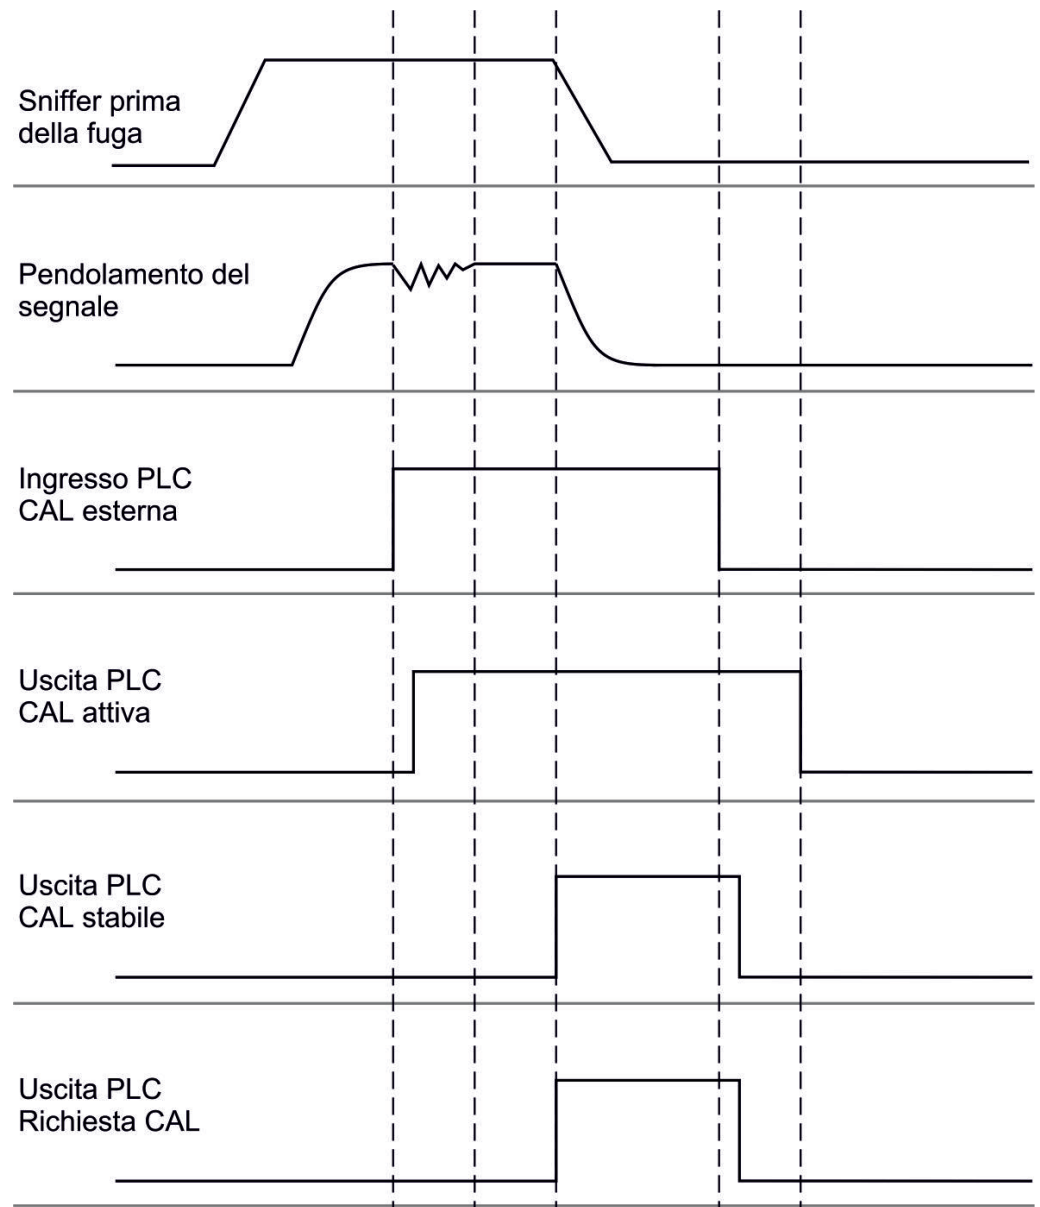 Sniffer prima
della fuga
Pendolamento del
segnale
Ingresso PLC
CAL esterna
Uscita PLC
CAL attiva
Uscita PLC
CAL stabile
Uscita PLC
Richiesta CAL